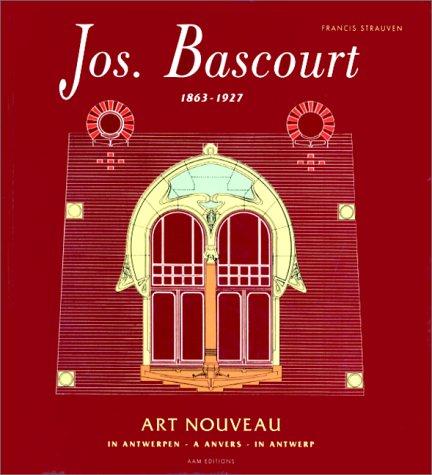 FRANCIS STRAUVEN
Jos. Bascourt
1863-1927
ART NOUVEAU
IN ANTWERPEN - A ANVERS - IN ANTWERP
AAM EDITIONS